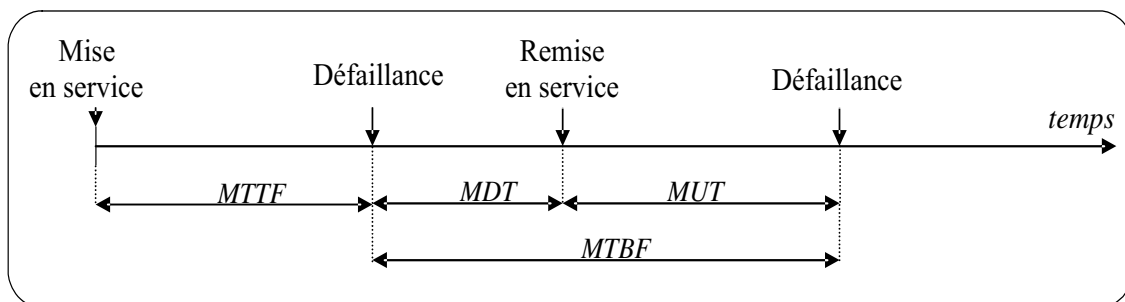 Mise
en service
Défaillance
Remise
en service
Défaillance
temps
MTTF
MDT
MUT
MTBF